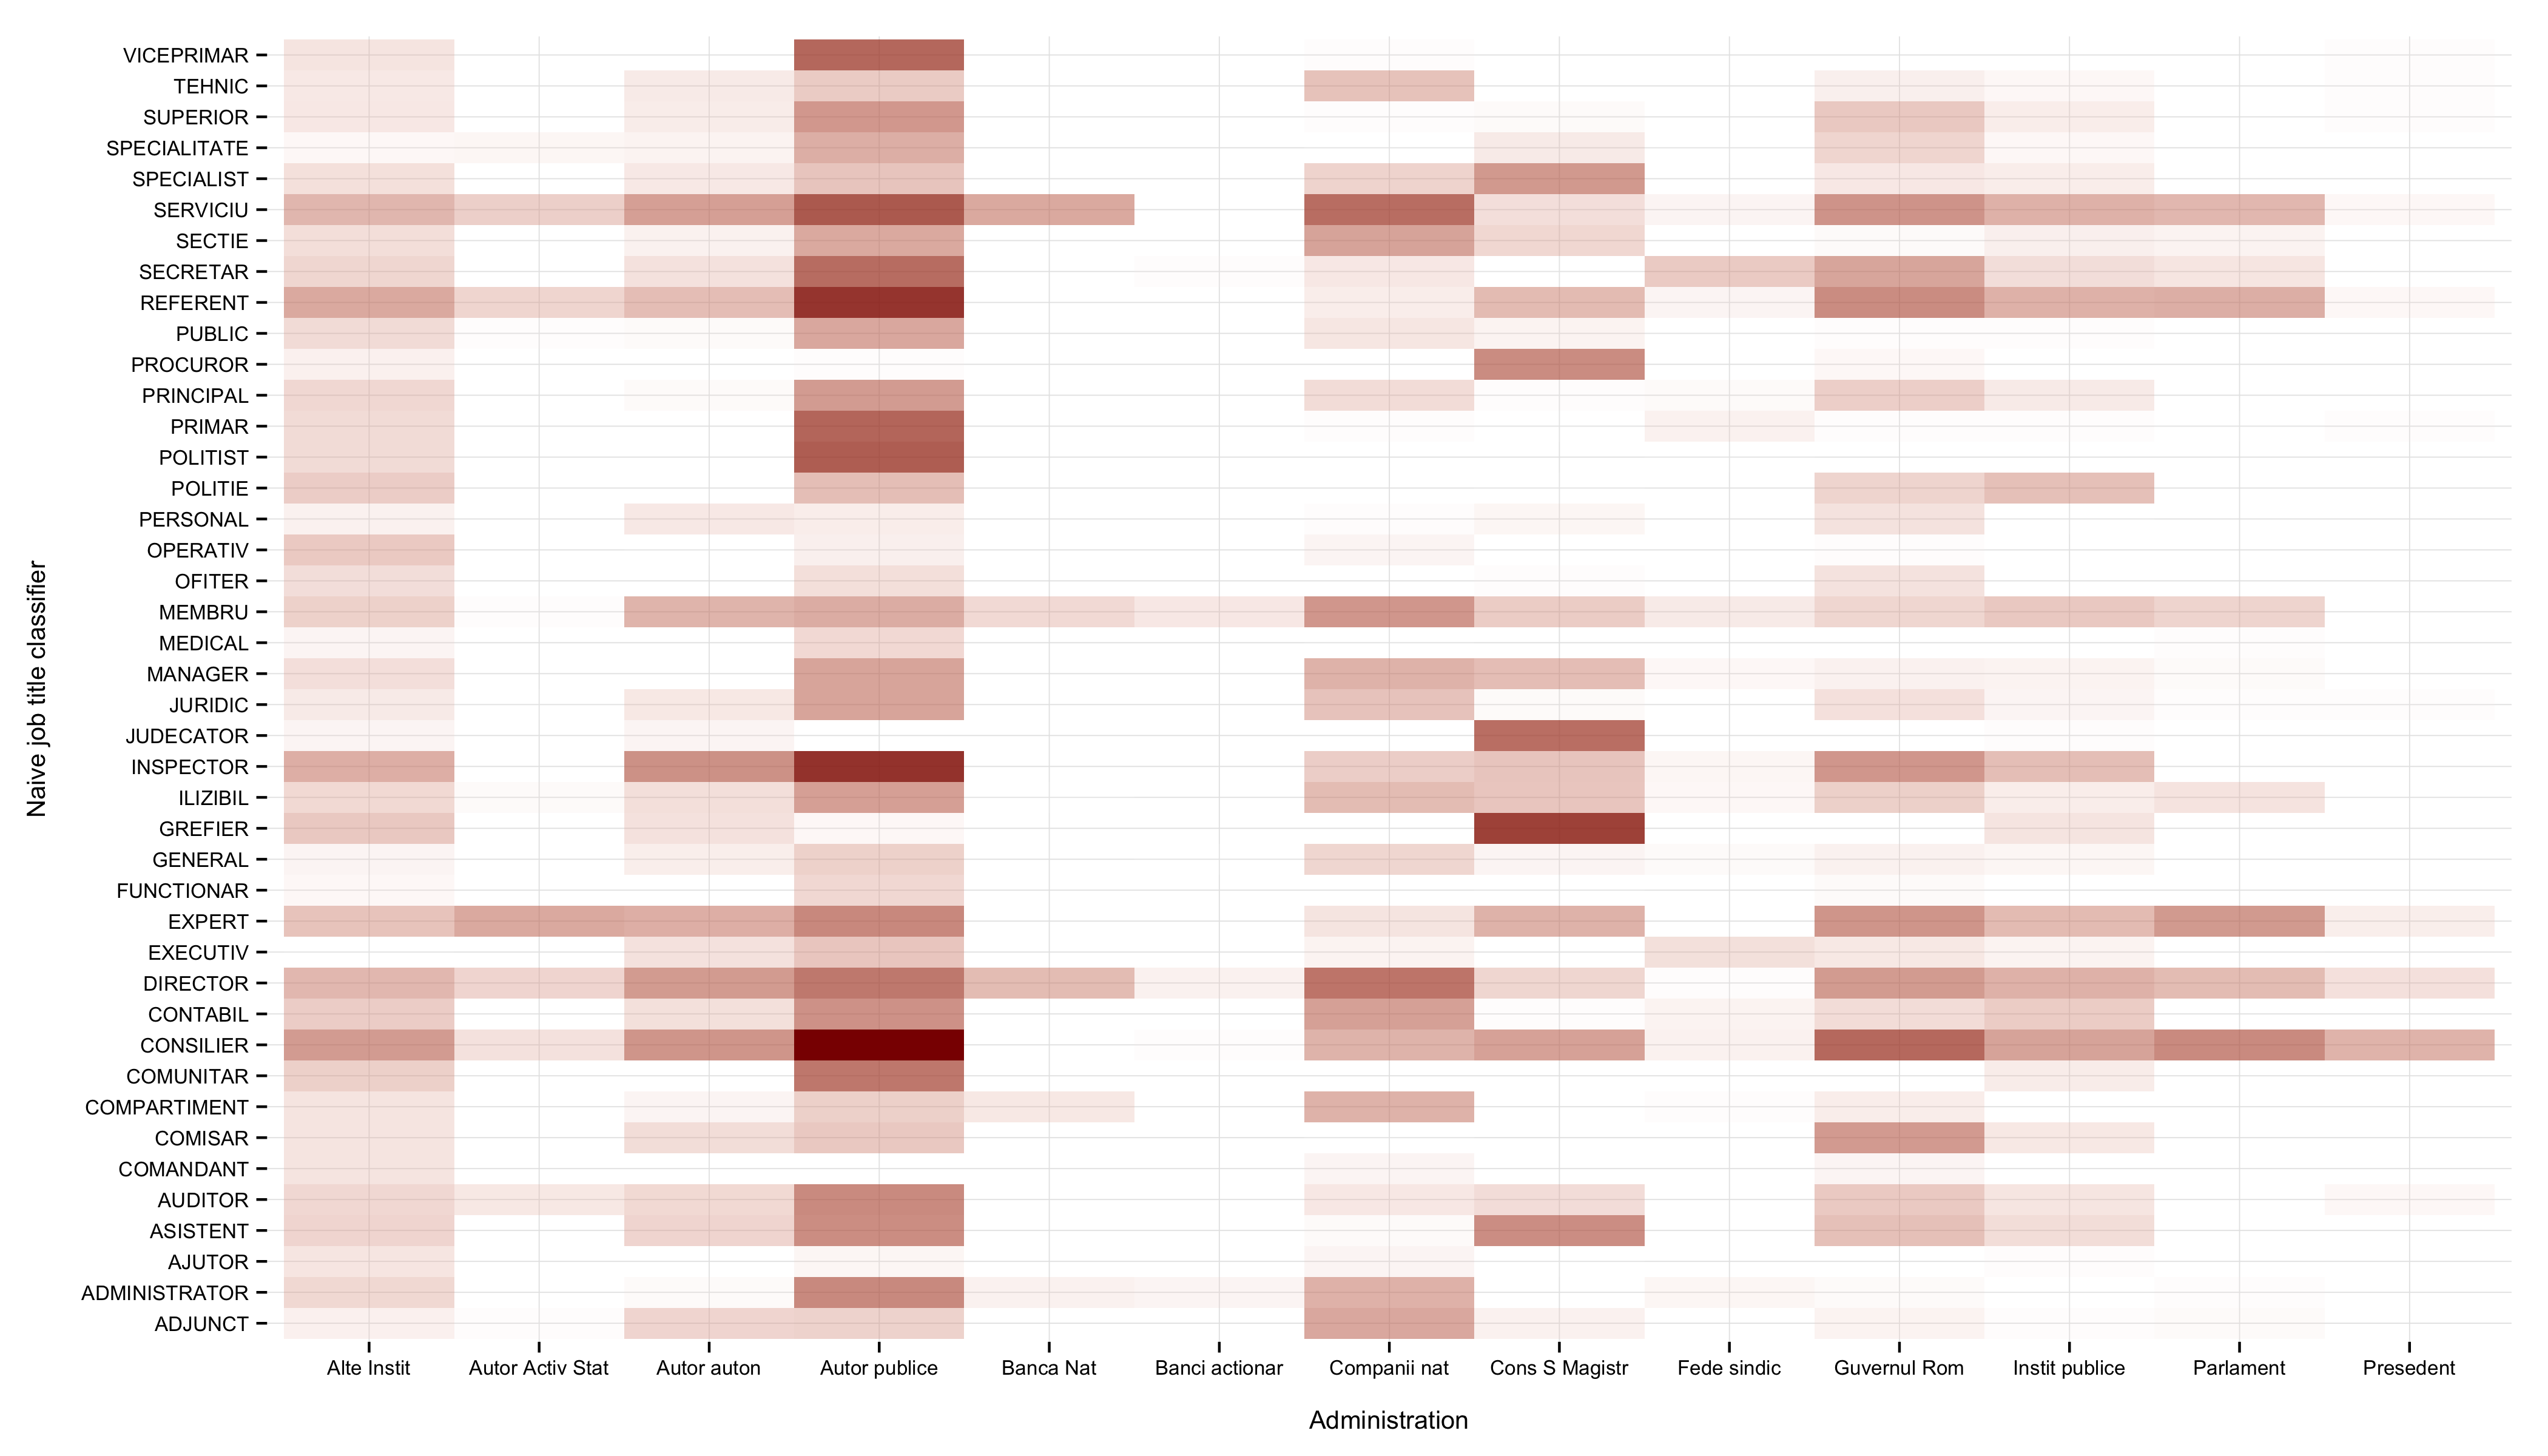 Naive job title classifier
VICEPRIMAR
TEHNIC
SUPERIOR
SPECIALITATE
SPECIALIST
SERVICIU
SECTIE
SECRETAR
REFERENT
PUBLIC
PROCUROR
PRINCIPAL
PRIMAR
POLITIST
POLITIE
PERSONAL
OPERATIV
OFITER
MEMBRU
MEDICAL
MANAGER
JURIDIC
JUDECATOR
INSPECTOR
ILIZIBIL
GREFIER
GENERAL
FUNCTIONAR
EXPERT
EXECUTIV
DIRECTOR
CONTABIL
CONSILIER
COMUNITAR
COMPARTIMENT
COMISAR
COMANDANT
AUDITOR
ASISTENT
AJUTOR
ADMINISTRATOR
ADJUNCT
Alte Instit Autor Activ Stat Autor auton Autor publice Banca Nat Banci actionar Companii nat Cons S Magistr Fede sindic Guvernul Rom Instit publice Parlament Presedent
Administration